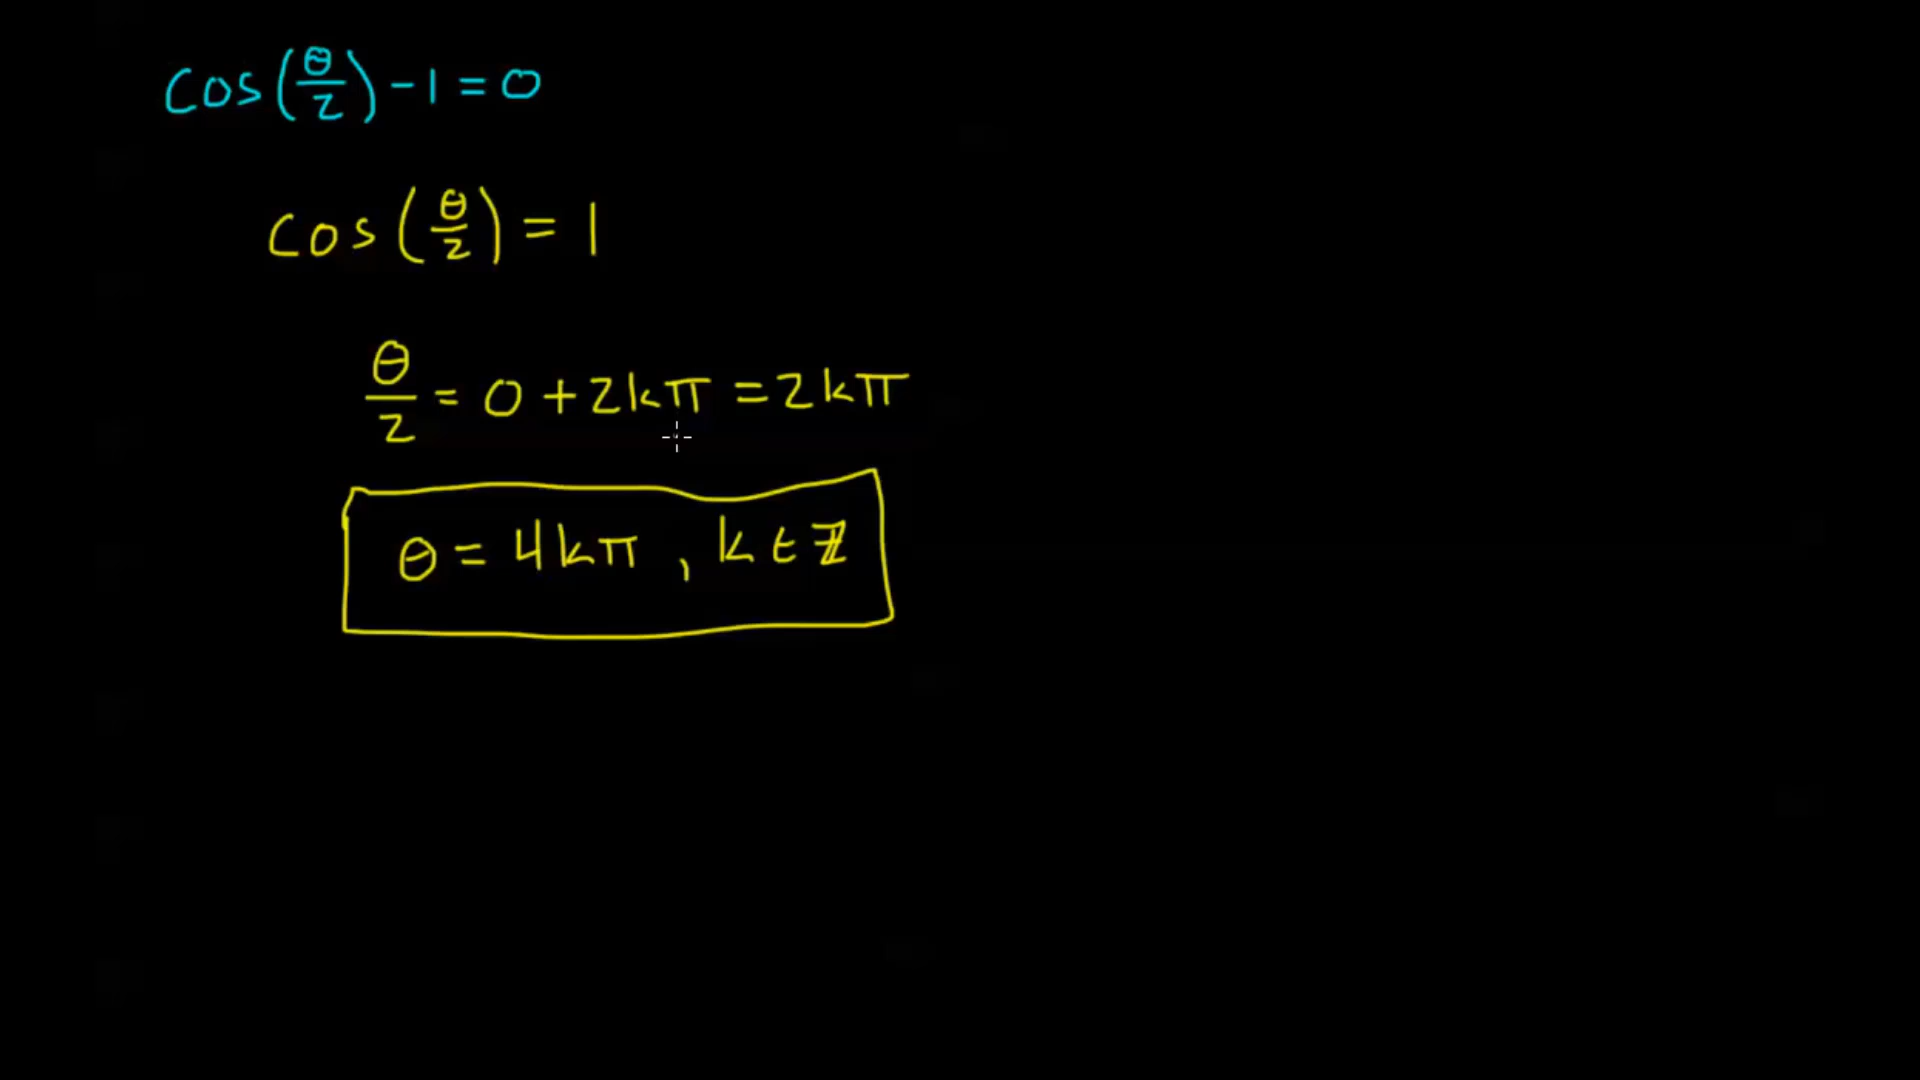 cos(θ/2) - 1 = 0
cos(θ/2) = 1
θ/2 = 0 + 2kπ = 2kπ
θ = 4kπ , k ∈ ℤ